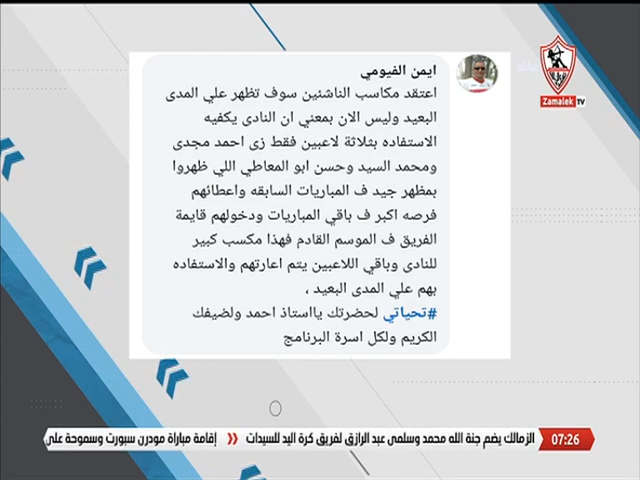 ايمن الفيومي
اعتقد مكاسب الناشئين سوف تظهر علي المدى
البعيد وليس الان بمعني ان النادى يكفيه
الاستفاده بثلاثة لاعبين فقط زى احمد مجدى
ومحمد السيد وحسن ابو المعاطي اللي ظهروا
بمظهر جيد ف المباريات السابقه واعطائهم
فرصه اكبر ف باقي المباريات ودخولهم قايمة
الفريق ف الموسم القادم فهذا مكسب كبير
للنادى وباقي اللاعبين يتم اعارتهم والاستفاده
بهم علي المدى البعيد ،
#تحياتي لحضرتك يااستاذ احمد ولضيفك
الكريم ولكل اسرة البرنامج
Zamalek TV
07:26 الزمالك يضم جنة الله محمد وسلمى عبد الرازق لفريق كرة اليد للسيدات » إقامة مباراة مودرن سبورت وسموحة على